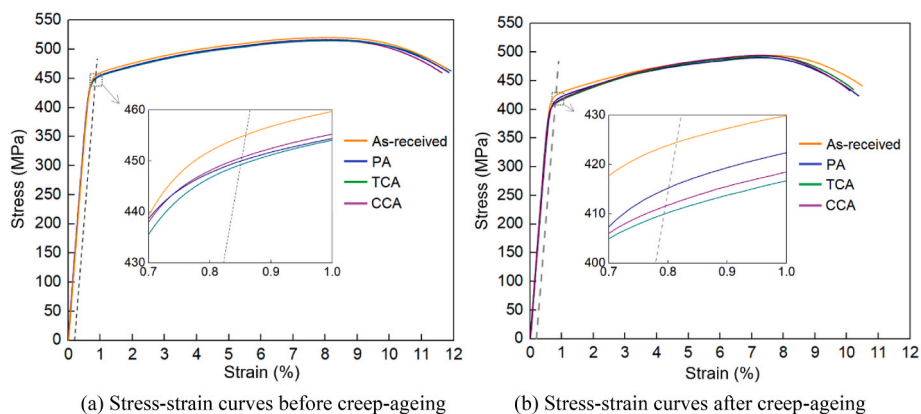 550
500
450
400
350
300
250
200
150
100
50
0
Stress (MPa)
460
450
440
430
0.7 0.8 0.9 1.0
As-received
PA
TCA
CCA
0 1 2 3 4 5 6 7 8 9 10 11 12
Strain (%)
(a) Stress-strain curves before creep-ageing
550
500
450
400
350
300
250
200
150
100
50
0
Stress (MPa)
430
420
410
400
0.7 0.8 0.9 1.0
As-received
PA
TCA
CCA
0 1 2 3 4 5 6 7 8 9 10 11 12
Strain (%)
(b) Stress-strain curves after creep-ageing